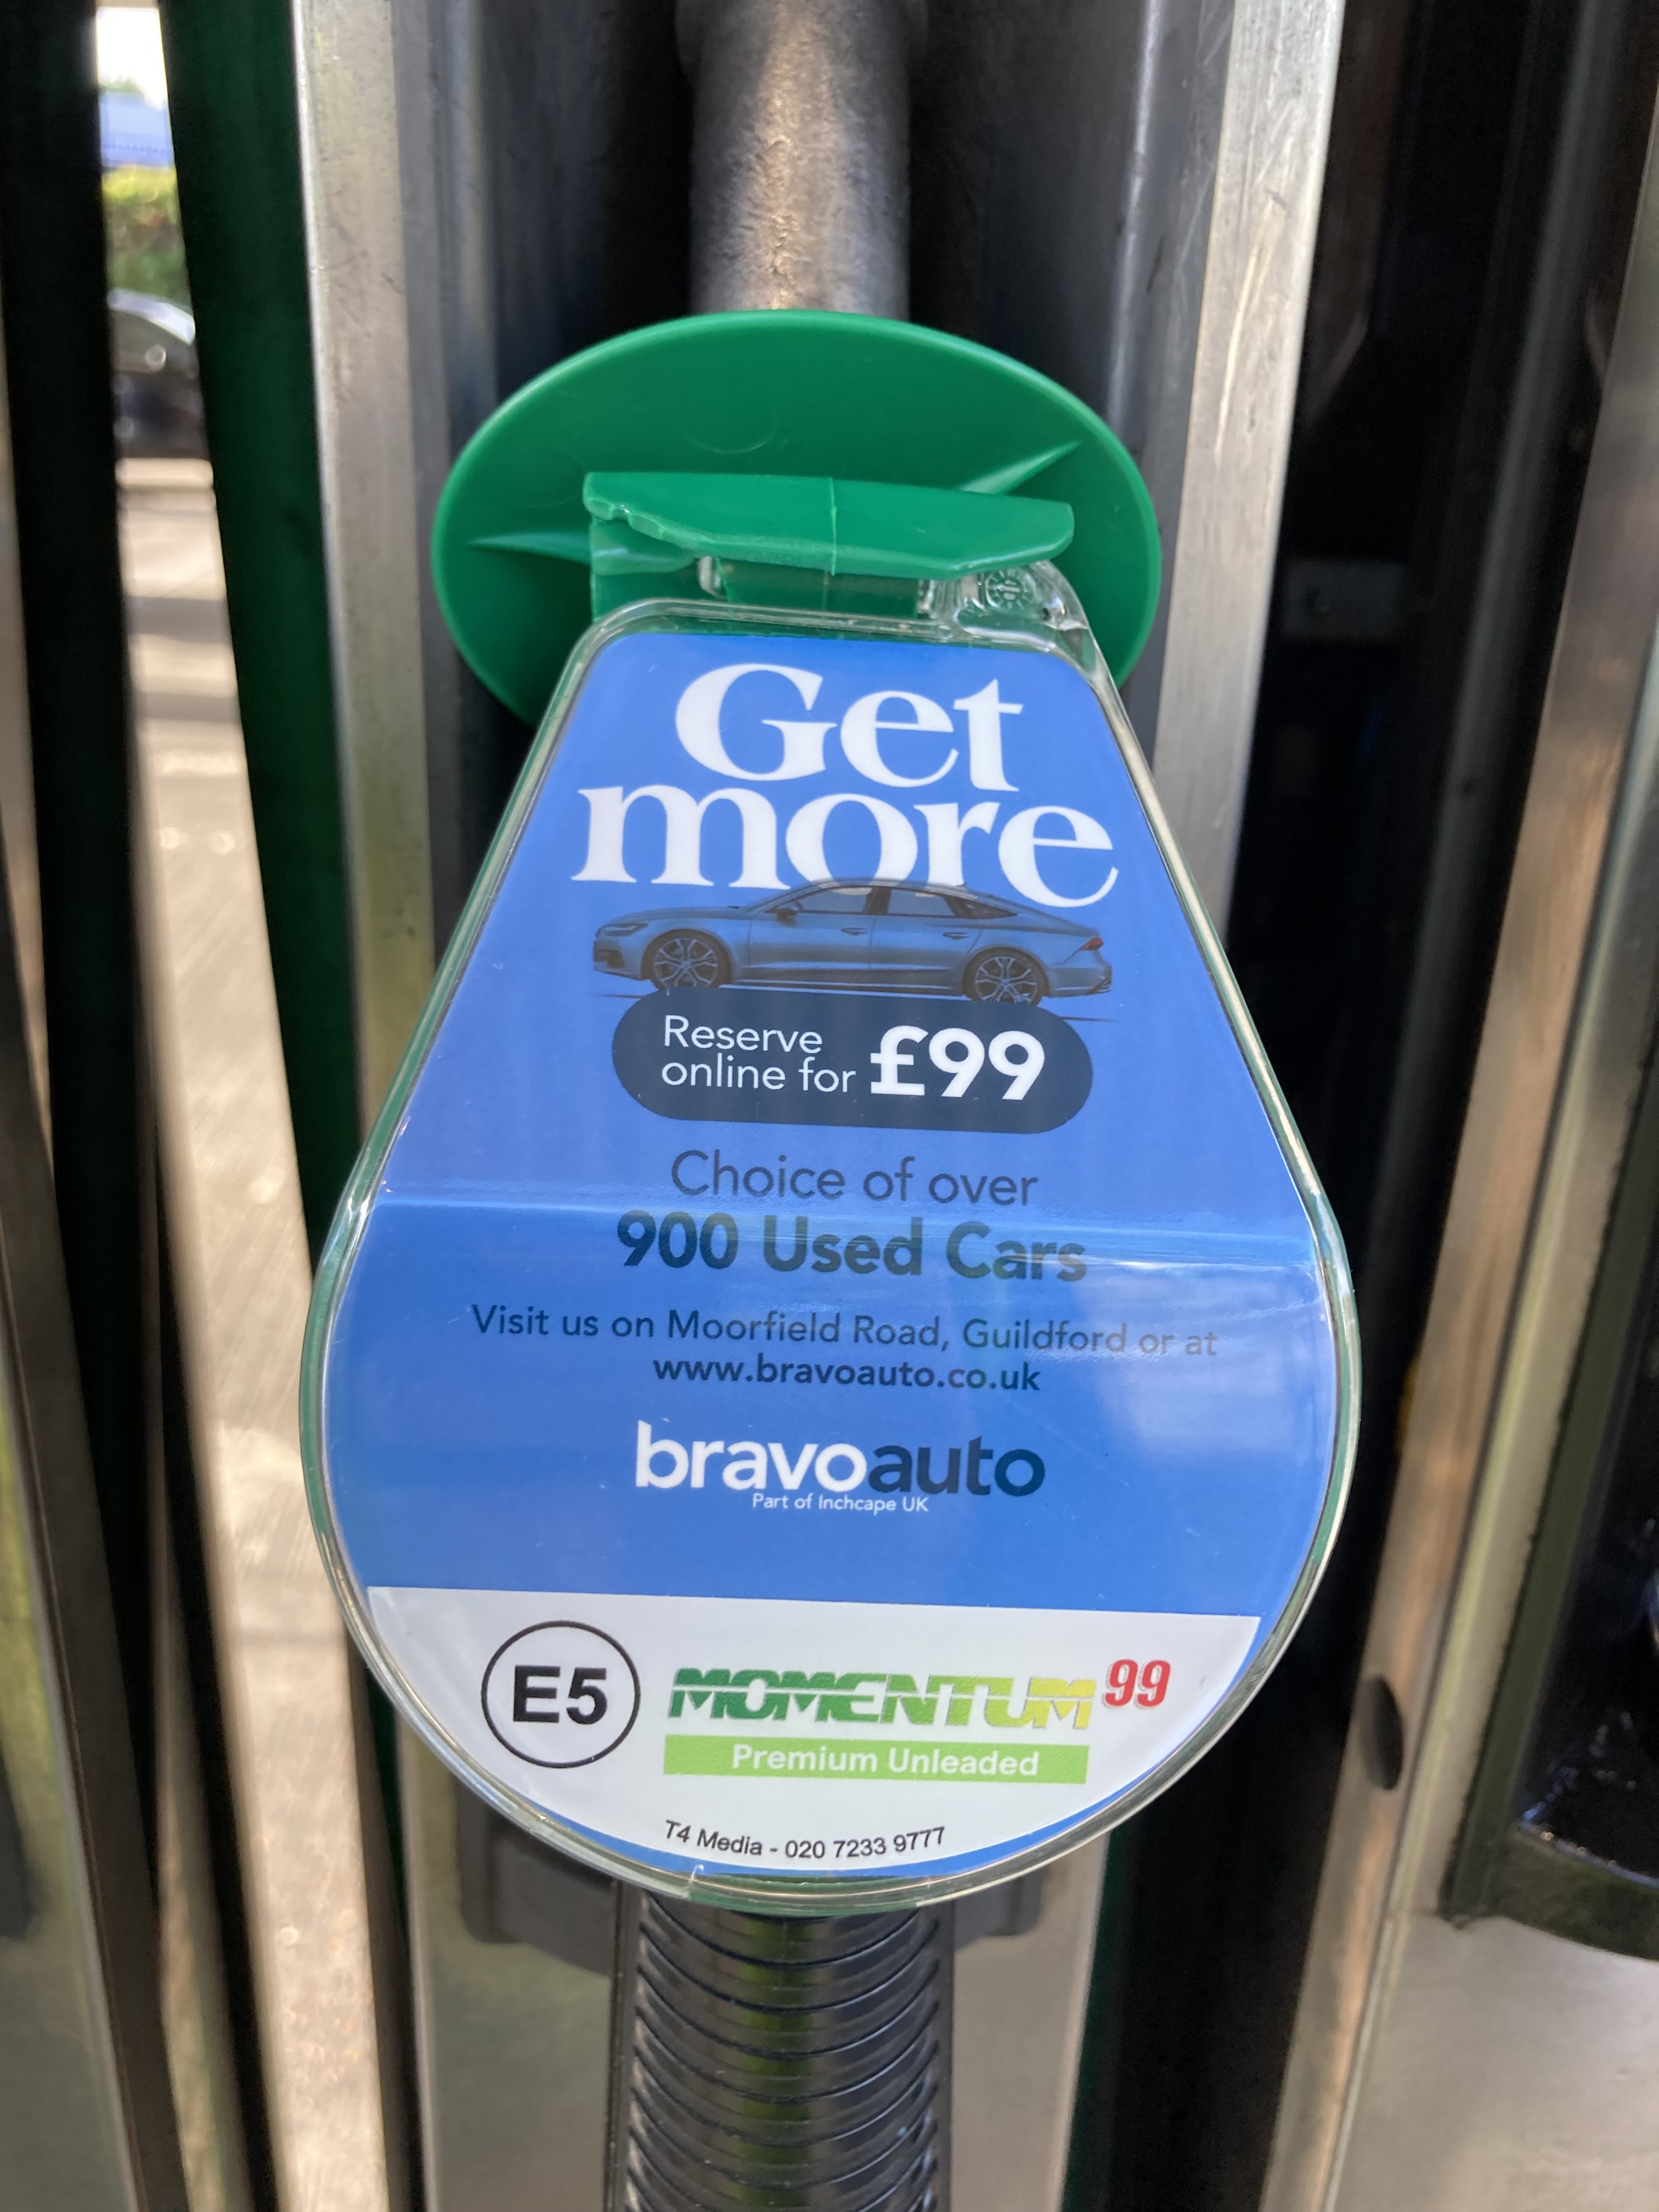 Get
more
Reserve
online for £99
Choice of over
900 Used Cars
Visit us on Moorfield Road, Guildford or at
www.bravoauto.co.uk
bravoauto
Part of Inchcape UK
E5
MOMENTUM99
Premium Unleaded
T4 Media - 020 7233 9777